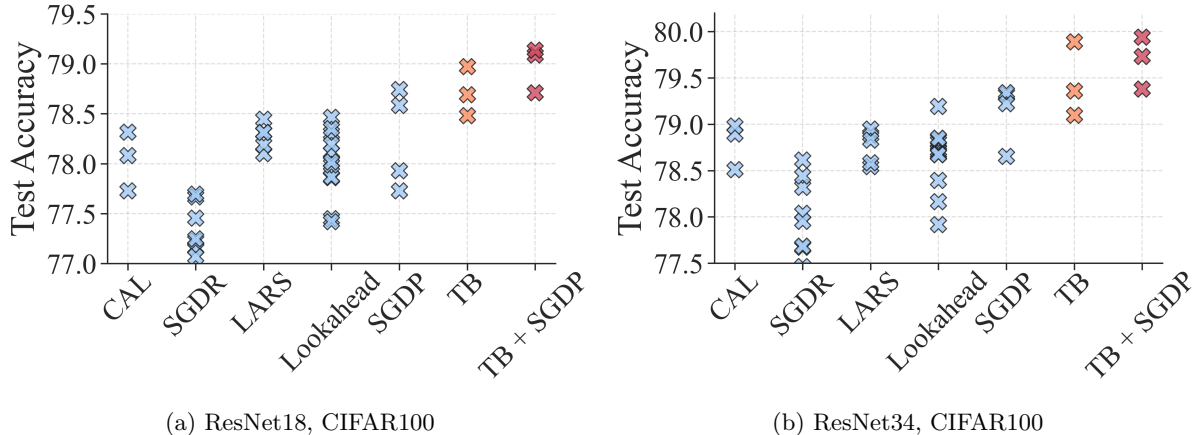 Test Accuracy
79.5
79.0
78.5
78.0
77.5
77.0
CAL
SGDR
LARS
Lookahead
SGDP
TB
TB + SGDP
(a) ResNet18, CIFAR100
Test Accuracy
80.0
79.5
79.0
78.5
78.0
77.5
CAL
SGDR
LARS
Lookahead
SGDP
TB
TB + SGDP
(b) ResNet34, CIFAR100